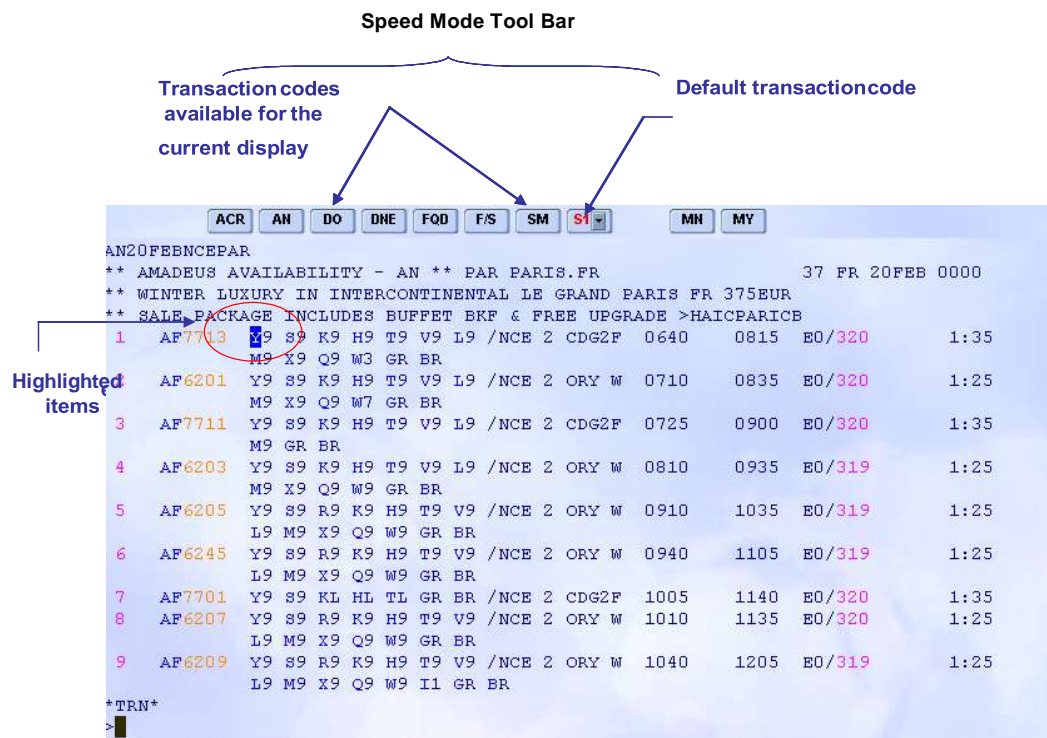 Speed Mode Tool Bar
Transaction codes
available for the
current display
Default transaction code
ACR AN DO DNE FQD F/S SM S1 MN MY
AN20FEBNCEPAR
** AMADEUS AVAILABILITY - AN ** PAR PARIS.FR 37 FR 20FEB 0000
** WINTER LUXURY IN INTERCONTINENTAL LE GRAND PARIS FR 375EUR
** SALE PACKAGE INCLUDES BUFFET BKF & FREE UPGRADE >HAICPARICB
1 AF7713 Y9 S9 K9 H9 T9 V9 L9 /NCE 2 CDG2F 0640 0815 E0/320 1:35
M9 X9 Q9 W3 GR BR
Highlighted
items
2 AF6201 Y9 S9 K9 H9 T9 V9 L9 /NCE 2 ORY W 0710 0835 E0/320 1:25
M9 X9 Q9 W7 GR BR
3 AF7711 Y9 S9 K9 H9 T9 V9 L9 /NCE 2 CDG2F 0725 0900 E0/320 1:35
M9 GR BR
4 AF6203 Y9 S9 K9 H9 T9 V9 L9 /NCE 2 ORY W 0810 0935 E0/319 1:25
M9 X9 Q9 W9 GR BR
5 AF6205 Y9 S9 R9 K9 H9 T9 V9 /NCE 2 ORY W 0910 1035 E0/319 1:25
L9 M9 X9 Q9 W9 GR BR
6 AF6245 Y9 S9 R9 K9 H9 T9 V9 /NCE 2 ORY W 0940 1105 E0/319 1:25
L9 M9 X9 Q9 W9 GR BR
7 AF7701 Y9 S9 KL HL TL GR BR /NCE 2 CDG2F 1005 1140 E0/320 1:35
8 AF6207 Y9 S9 R9 K9 H9 T9 V9 /NCE 2 ORY W 1010 1135 E0/320 1:25
L9 M9 X9 Q9 W9 GR BR
9 AF6209 Y9 S9 R9 K9 H9 T9 V9 /NCE 2 ORY W 1040 1205 E0/319 1:25
L9 M9 X9 Q9 W9 I1 GR BR
*TRN*
>